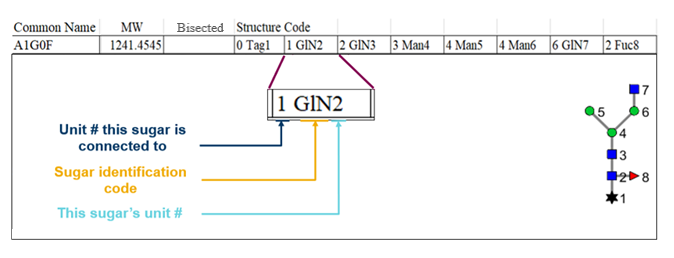 Common Name MW Bisected Structure Code
A1G0F 1241.4545 0 Tag1 1 GlN2 2 GlN3 3 Man4 4 Man5 4 Man6 6 GlN7 2 Fuc8
1 GlN2
Unit # this sugar is
connected to
Sugar identification
code
This sugar's unit #
7
5 6
4
3
2 8
1